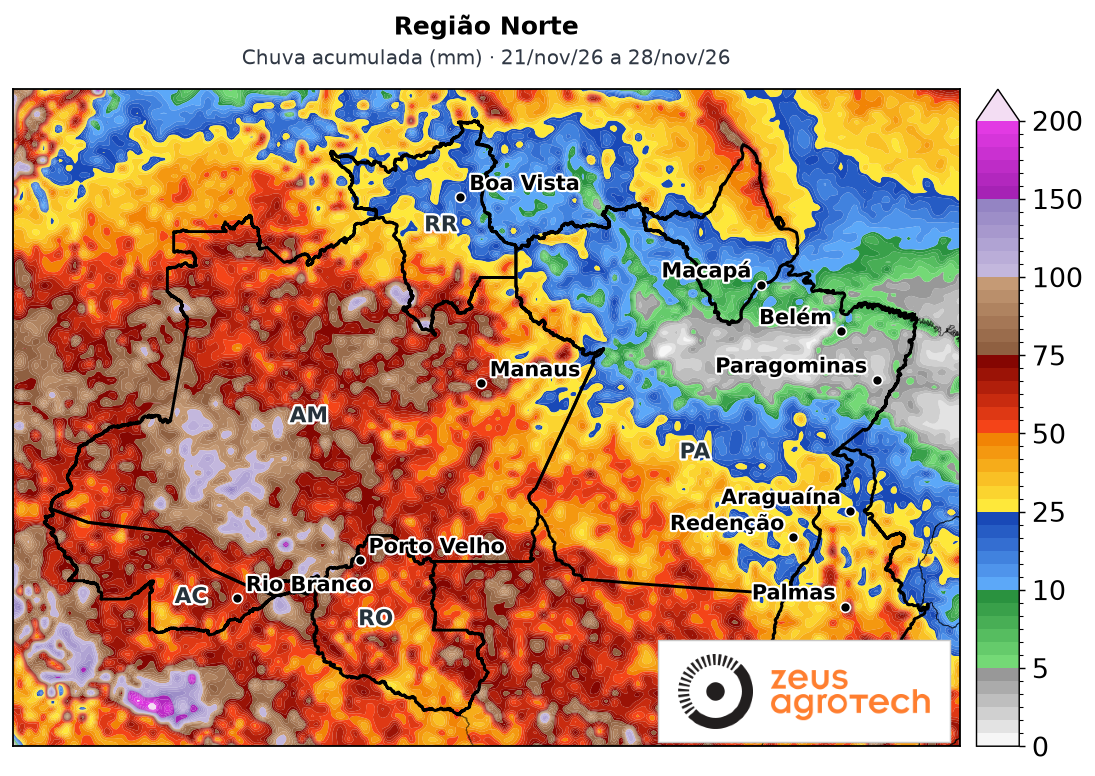 Região Norte
Chuva acumulada (mm) · 21/nov/26 a 28/nov/26
Boa Vista
RR
Macapá
Belém
Paragominas
Manaus
AM
PA
Araguaína
Redenção
Porto Velho
Rio Branco
AC
RO
Palmas
zeus
agrotech
200
150
100
75
50
25
10
5
0